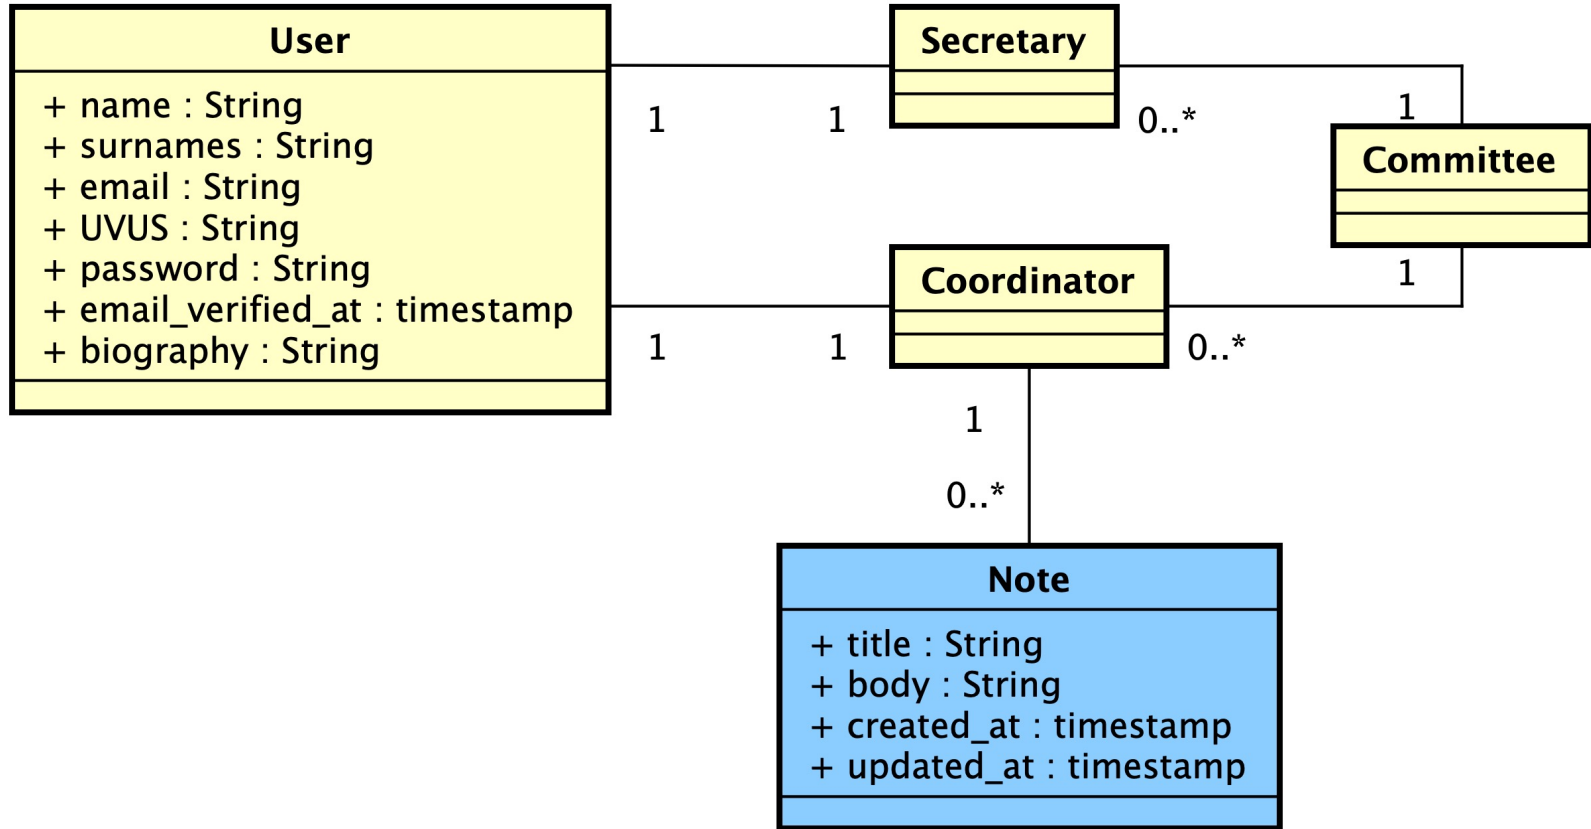 User
+ name : String
+ surnames : String
+ email : String
+ UVUS : String
+ password : String
+ email_verified_at : timestamp
+ biography : String
1
1
Secretary
0..*
1
Committee
1
1
1
Coordinator
0..*
1
0..*
Note
+ title : String
+ body : String
+ created_at : timestamp
+ updated_at : timestamp